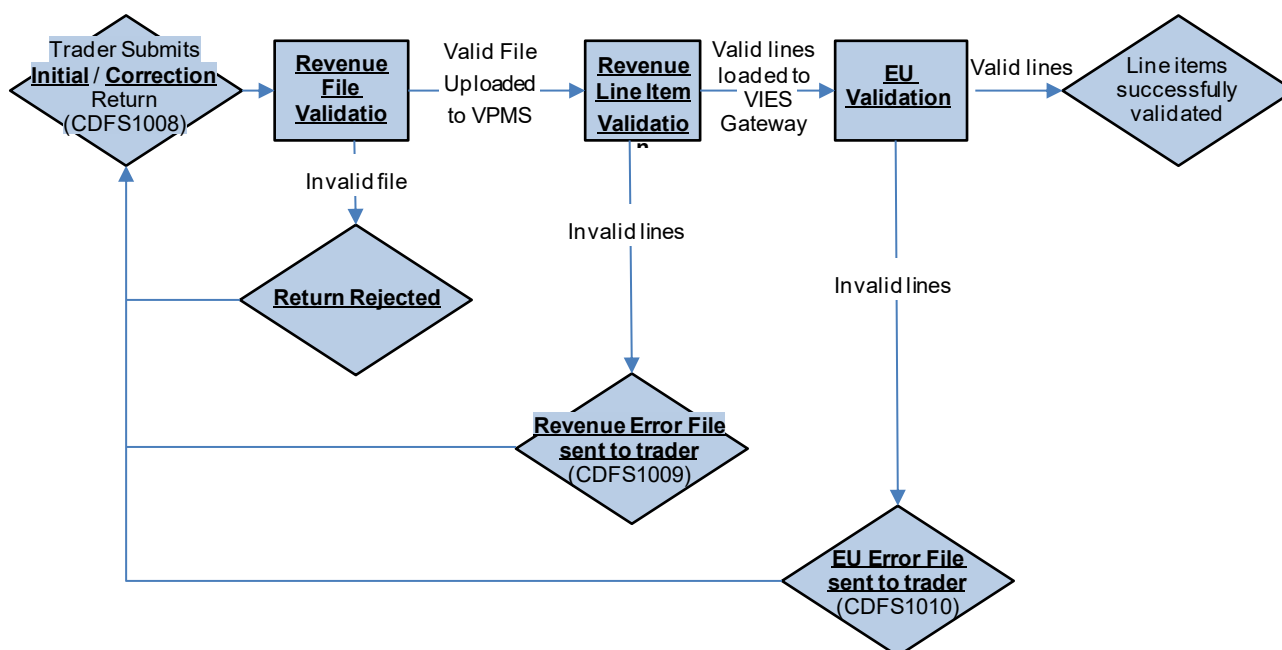 Trader Submits
Initial / Correction
Return
(CDFS1008)
Revenue
File
Validatio
Valid File
Uploaded
to VPMS
Revenue
Line Item
Validatio
n
Valid lines
loaded to
VIES
Gateway
EU
Validation
Valid lines
Line items
successfully
validated
Invalid file
Return Rejected
Invalid lines
Revenue Error File
sent to trader
(CDFS1009)
Invalid lines
EU Error File
sent to trader
(CDFS1010)